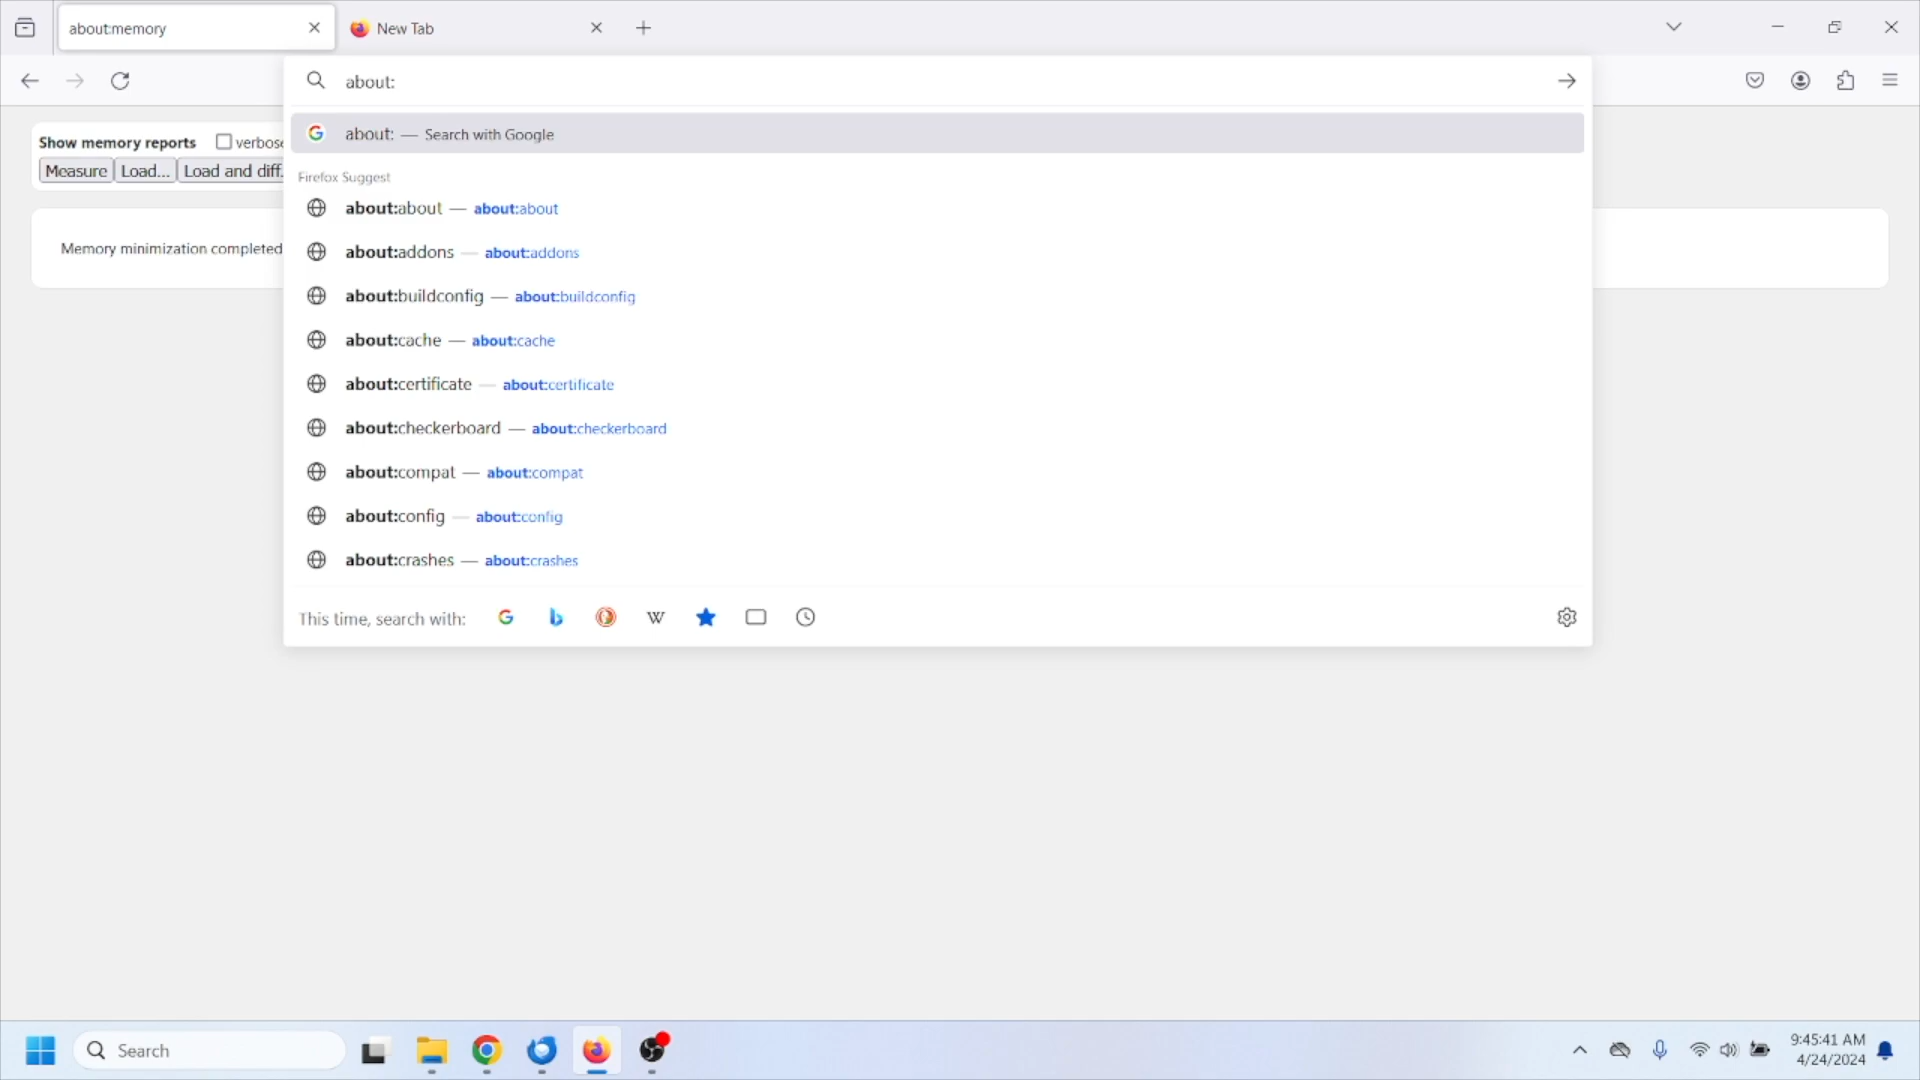 about:memory
New Tab
about:
about: — Search with Google
Show memory reports
verbose
Measure
Load...
Load and diff.
Firefox Suggest
about:about — about:about
Memory minimization completed
about:addons — about:addons
about:buildconfig — about:buildconfig
about:cache — about:cache
about:certificate — about:certificate
about:checkerboard — about:checkerboard
about:compat — about:compat
about:config — about:config
about:crashes — about:crashes
This time, search with:
Search
9:45:41 AM
4/24/2024